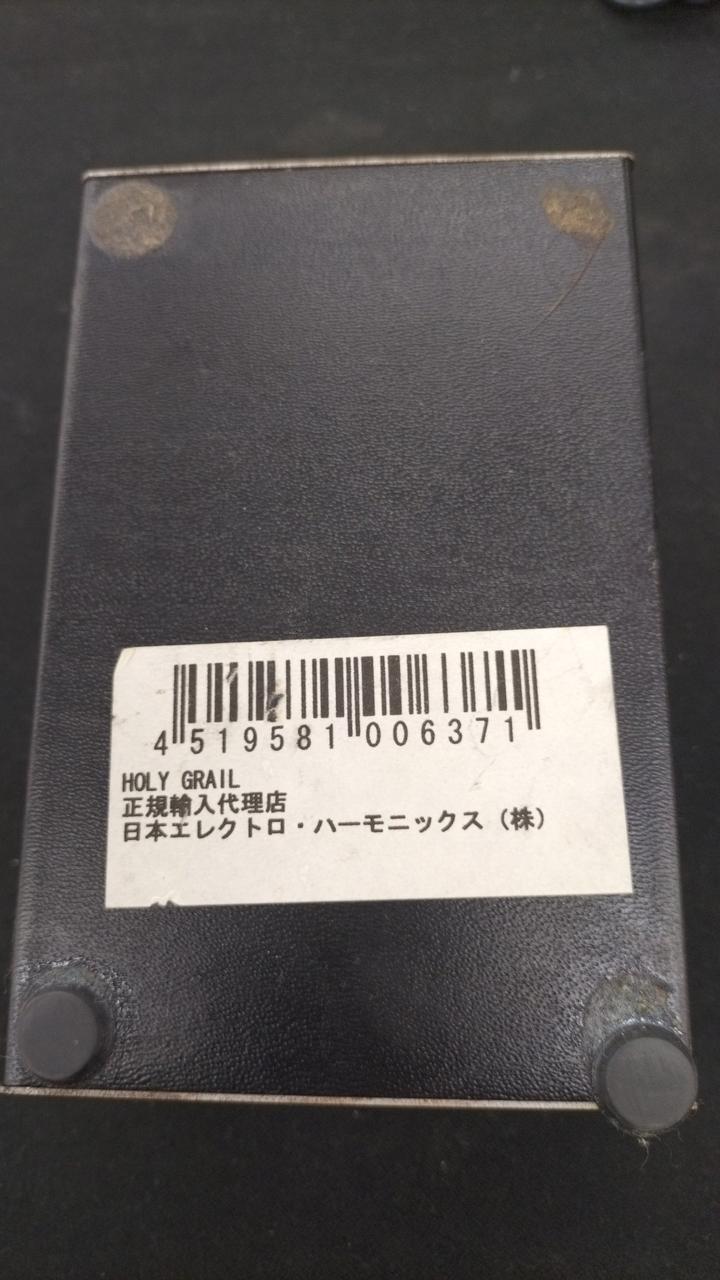 4 519581 006371
HOLY GRAIL
正規輸入代理店
日本エレクトロ・ハーモニックス（株）